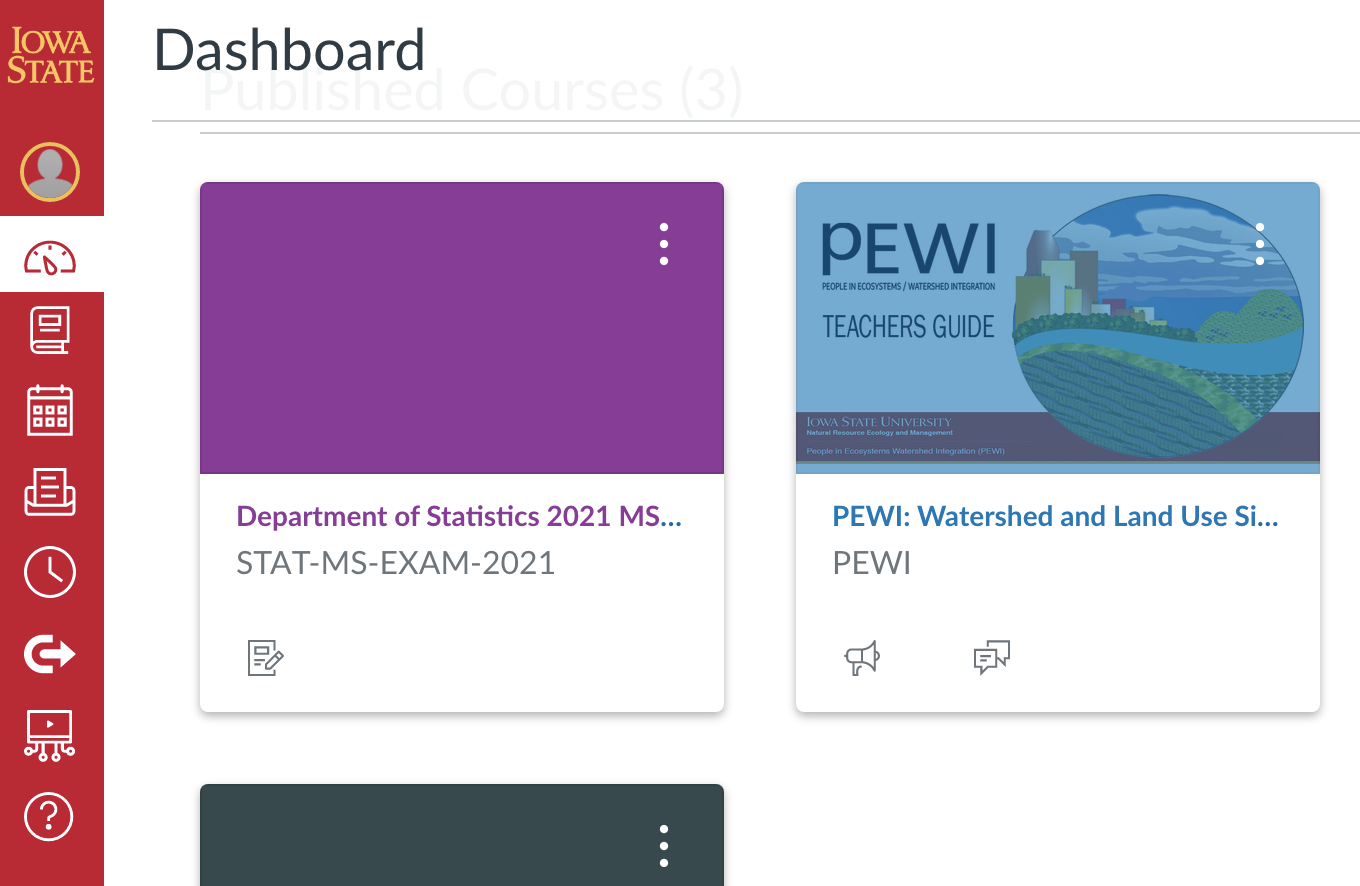 IOWA
STATE
Dashboard
Published Courses (3)
PEWI
PEOPLE IN ECOSYSTEMS / WATERSHED INTEGRATION
TEACHERS GUIDE
IOWA STATE UNIVERSITY
Natural Resource Ecology and Management
People in Ecosystems Watershed Integration (PEWI)
Department of Statistics 2021 MS...
STAT-MS-EXAM-2021
PEWI: Watershed and Land Use Si...
PEWI